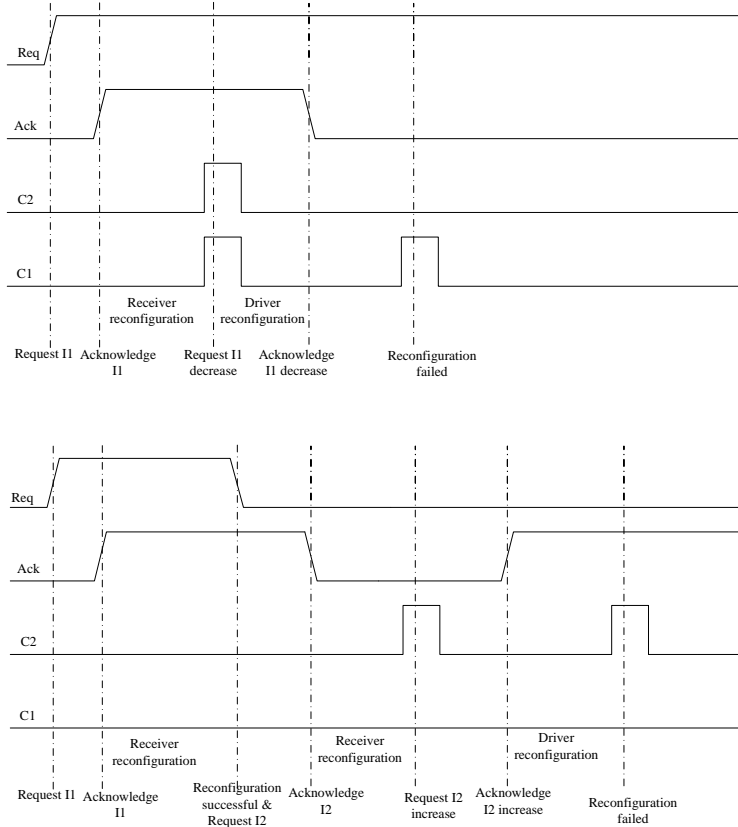 Req
Ack
C2
C1
Receiver
reconfiguration
Driver
reconfiguration
Request I1
Acknowledge
I1
Request I1
decrease
Acknowledge
I1 decrease
Reconfiguration
failed
Req
Ack
C2
C1
Receiver
reconfiguration
Receiver
reconfiguration
Driver
reconfiguration
Request I1
Acknowledge
I1
Reconfiguration
successful &
Request I2
Acknowledge
I2
Request I2
increase
Acknowledge
I2 increase
Reconfiguration
failed